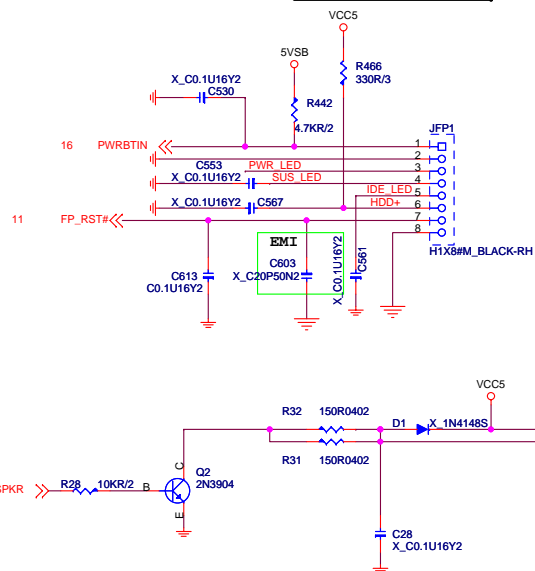 VCC5
5VSB
R466
330R/3
X_C0.1U16Y2
C530
R442
4.7KR/2
JFP1
16 PWRBTIN
1
2
C553
PWR_LED
3
X_C0.1U16Y2
SUS_LED
4
IDE_LED
5
X_C0.1U16Y2
C567
HDD+
6
11 FP_RST#
7
8
EMI
H1X8#M_BLACK-RH
C603
X_C20P50N2
X_C0.1U16Y2
C561
C613
C0.1U16Y2
VCC5
R32 150R0402
D1 X_1N4148S
R31 150R0402
C
Q2
2N3904
SPKR
R28 10KR/2
B
E
C28
X_C0.1U16Y2